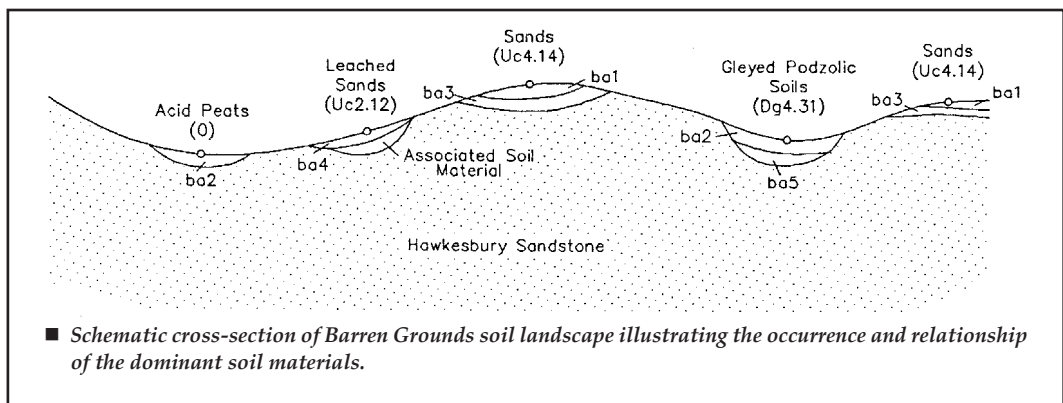 Sands
(Uc4.14)
Sands
(Uc4.14)
Leached
Sands
(Uc2.12)
ba3
ba1
Gleyed Podzolic
Soils
(Dg4.31)
ba3
ba1
Acid Peats
(O)
ba2
ba4
Associated Soil
Material
ba2
ba5
Hawkesbury Sandstone
■ Schematic cross-section of Barren Grounds soil landscape illustrating the occurrence and relationship
of the dominant soil materials.